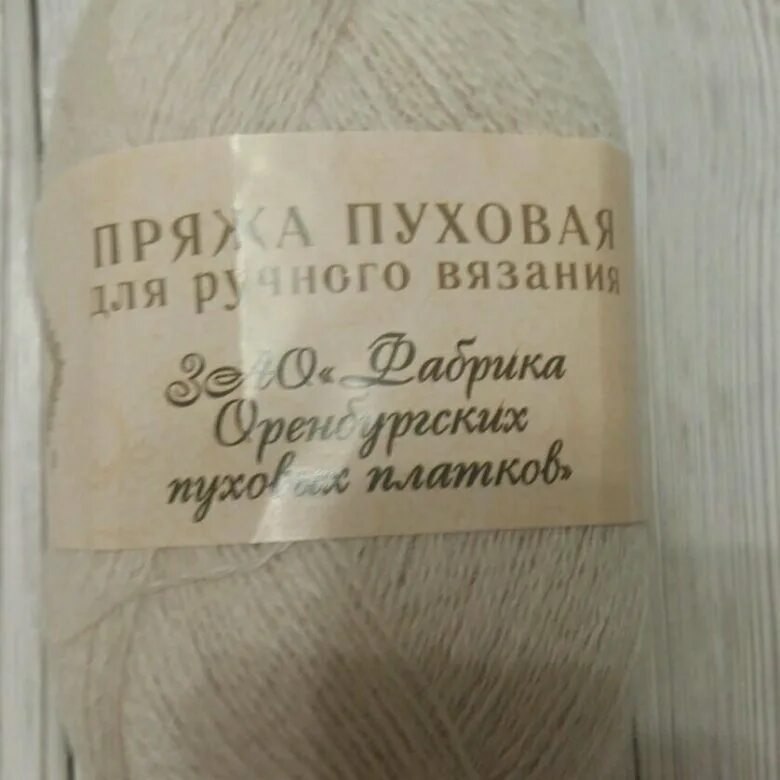 ПРЯЖА ПУХОВАЯ
для ручного вязания
ЗАО «Фабрика
Оренбургских
пуховых платков»